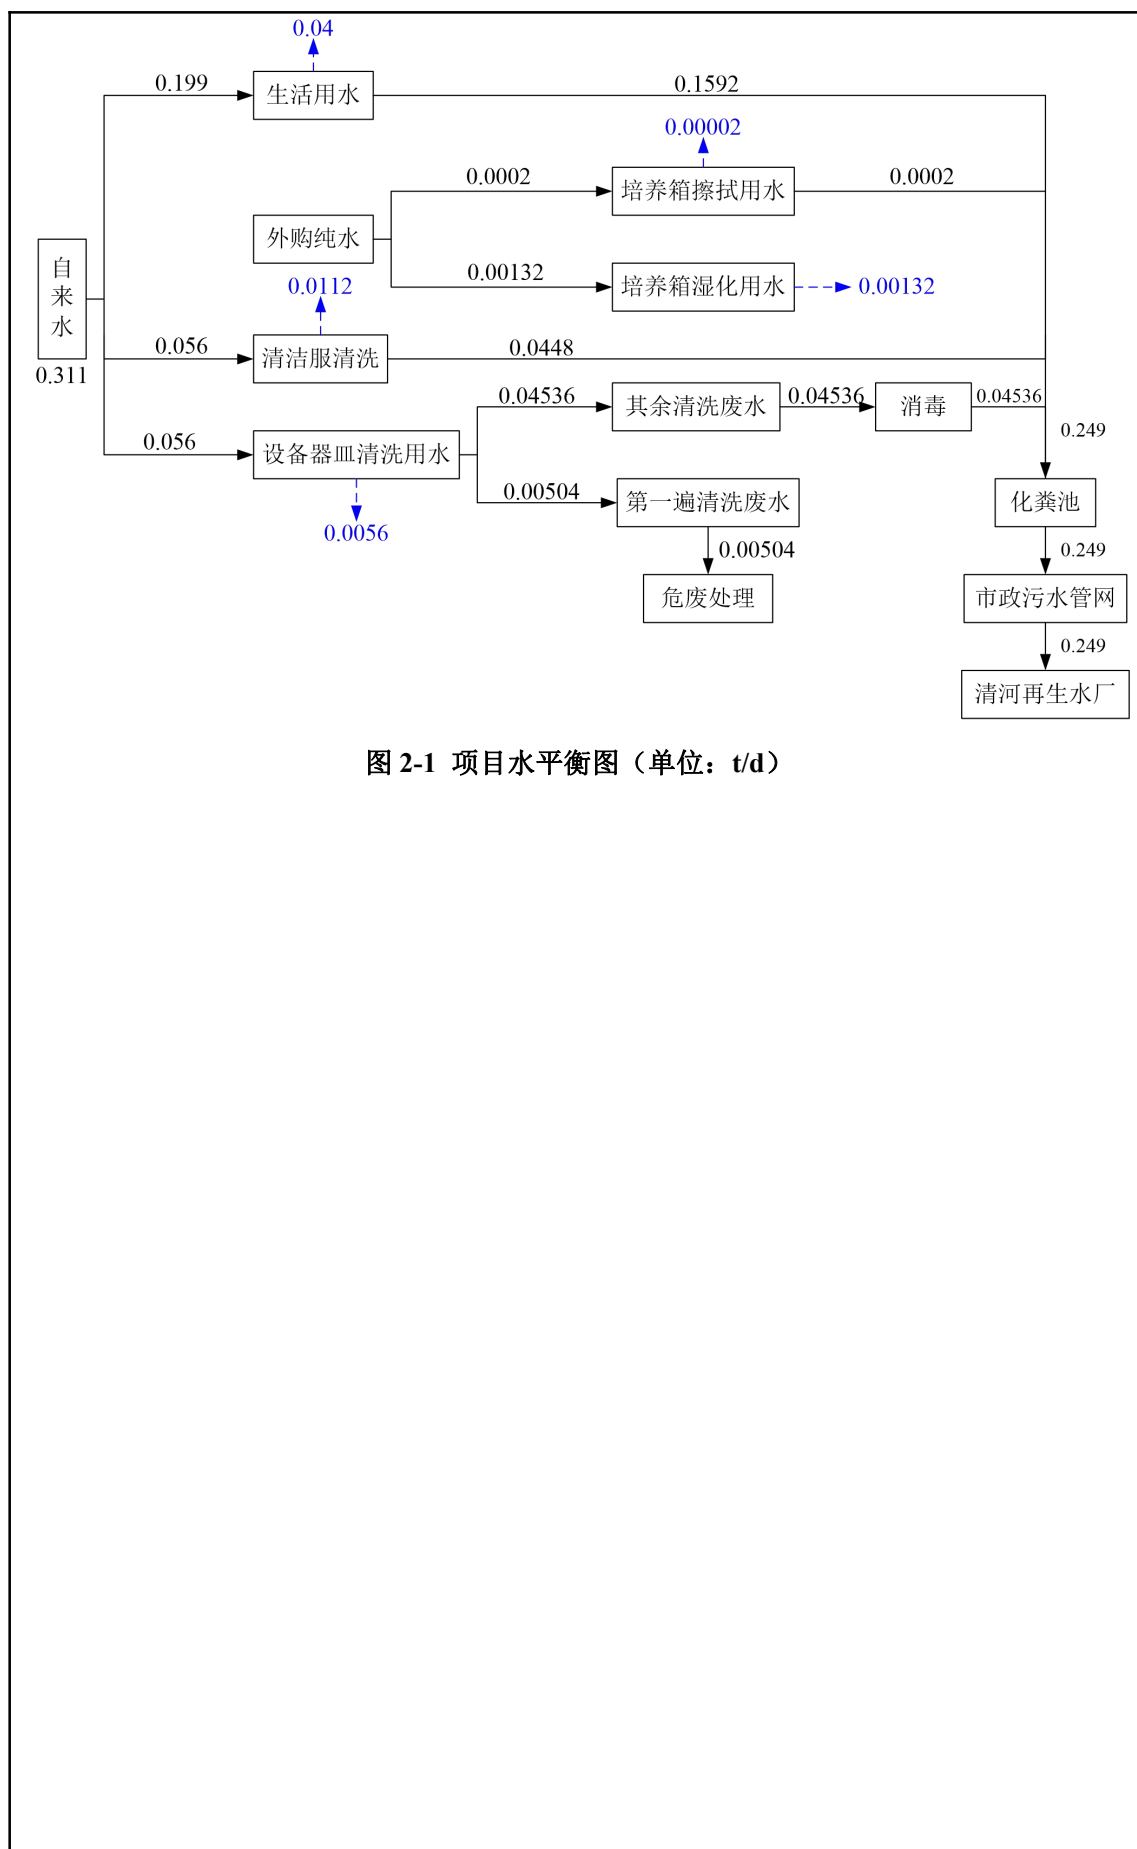 0.04
0.199
生活用水
0.1592
0.00002
0.0002
培养箱擦拭用水
0.0002
外购纯水
自
来
水
0.311
0.00132
培养箱湿化用水
0.00132
0.0112
0.056
清洁服清洗
0.0448
0.04536
其余清洗废水
0.04536
消毒
0.04536
0.249
0.056
设备器皿清洗用水
0.0056
0.00504
第一遍清洗废水
化粪池
0.00504
0.249
危废处理
市政污水管网
0.249
清河再生水厂
图 2-1 项目水平衡图（单位：t/d）